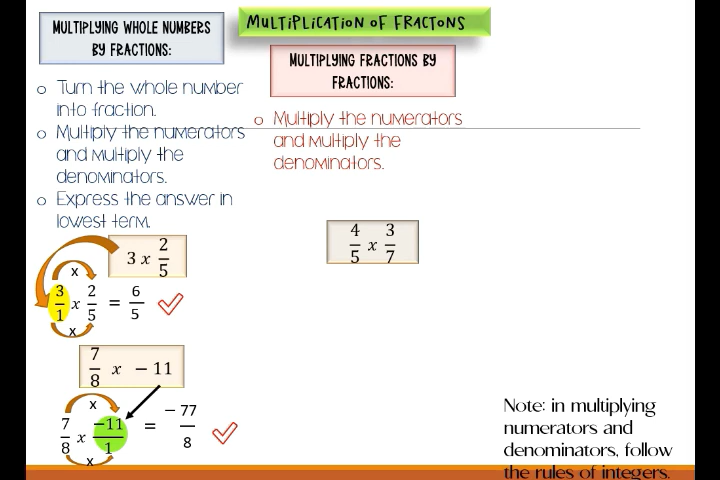 MULTIPLICATION OF FRACTONS
MULTIPLYING WHOLE NUMBERS
BY FRACTIONS:
o Turn the whole number
into fraction.
o Multiply the numerators
and multiply the
denominators.
o Express the answer in
lowest term.
3 x 2/5
x
3/1 x 2/5 = 6/5
x
7/8 x − 11
x
7/8 x −11/1 = − 77/8
x
MULTIPLYING FRACTIONS BY
FRACTIONS:
o Multiply the numerators
and multiply the
denominators.
4/5 x 3/7
Note: in multiplying
numerators and
denominators, follow
the rules of integers.